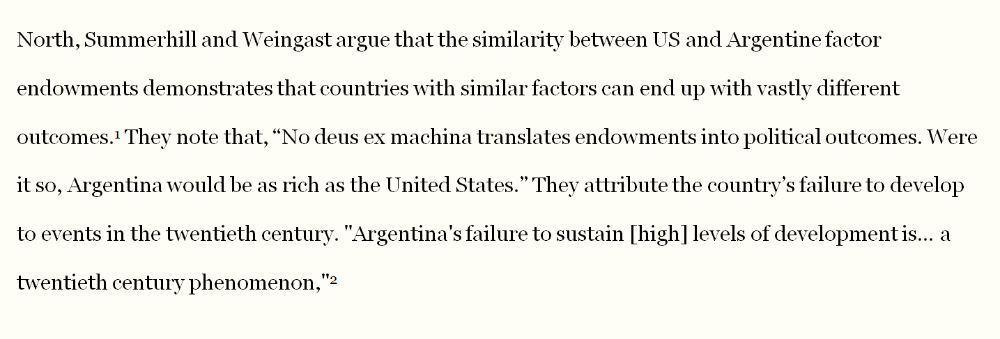 North, Summerhill and Weingast argue that the similarity between US and Argentine factor
endowments demonstrates that countries with similar factors can end up with vastly different
outcomes.¹ They note that, “No deus ex machina translates endowments into political outcomes. Were
it so, Argentina would be as rich as the United States.” They attribute the country’s failure to develop
to events in the twentieth century. "Argentina's failure to sustain [high] levels of development is... a
twentieth century phenomenon,"²